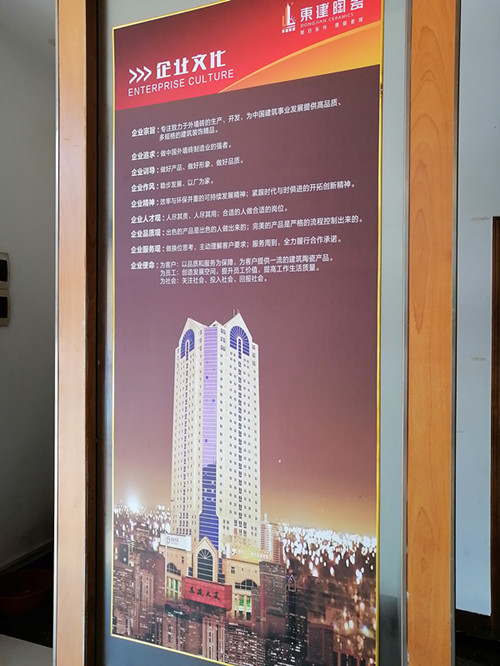 東建陶瓷
DONGJIAN CERAMICS
>>> 企业文化
ENTERPRISE CULTURE
企业宗旨：专注致力于外墙砖的生产、开发，为中国建筑事业发展提供高品质、
多规格的建筑装饰精品。
企业追求：做中国外墙砖制造业的强者。
企业训导：做好产品、做好形象、做好品质。
企业作风：稳步发展，以厂为家。
企业精神：效率与环保并重的可持续发展精神；紧跟时代与时俱进的开拓创新精神。
企业人才观：人尽其责，人尽其用；合适的人做合适的岗位。
企业品质观：出色的产品是出色的人做出来的；完美的产品是严格的流程控制出来的。
企业服务观：做换位思考，主动理解客户要求；服务周到，全力履行合作承诺。
企业使命：为客户：以品质和服务为保障，为客户提供一流的建筑陶瓷产品。
为员工：创造发展空间，提升员工价值，提高工作生活质量。
为社会：关注社会、投入社会、回报社会。
东建大厦